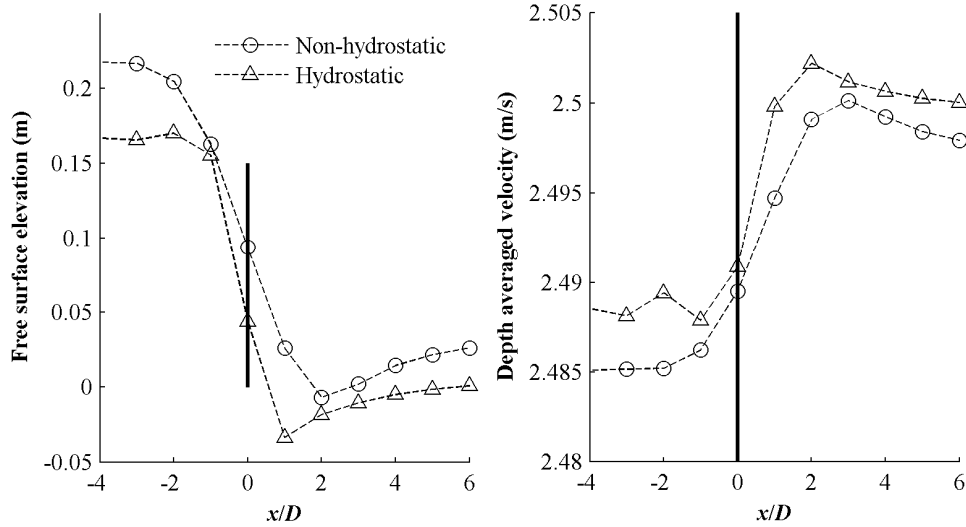 Non-hydrostatic
Hydrostatic
Free surface elevation (m)
0.2
0.15
0.1
0.05
0
-0.05
-4 -2 0 2 4 6
x/D
Depth averaged velocity (m/s)
2.505
2.5
2.495
2.49
2.485
2.48
-4 -2 0 2 4 6
x/D